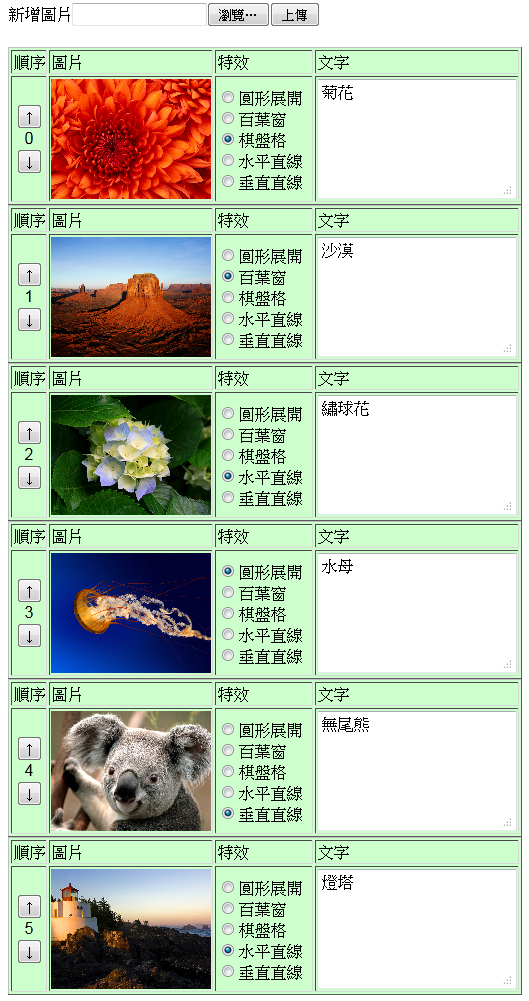 新增圖片 瀏覽… 上傳
順序 圖片 特效 文字
↑
0
↓
圓形展開
百葉窗
棋盤格
水平直線
垂直直線
菊花
順序 圖片 特效 文字
↑
1
↓
圓形展開
百葉窗
棋盤格
水平直線
垂直直線
沙漠
順序 圖片 特效 文字
↑
2
↓
圓形展開
百葉窗
棋盤格
水平直線
垂直直線
繡球花
順序 圖片 特效 文字
↑
3
↓
圓形展開
百葉窗
棋盤格
水平直線
垂直直線
水母
順序 圖片 特效 文字
↑
4
↓
圓形展開
百葉窗
棋盤格
水平直線
垂直直線
無尾熊
順序 圖片 特效 文字
↑
5
↓
圓形展開
百葉窗
棋盤格
水平直線
垂直直線
燈塔